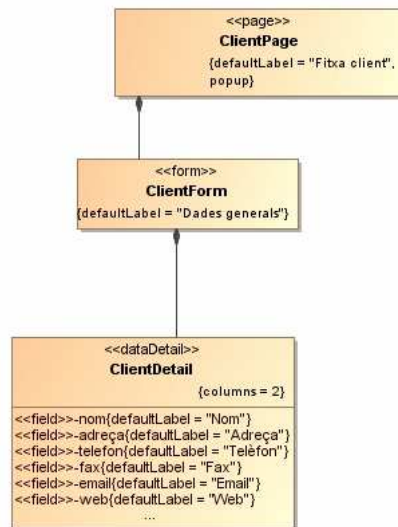 <<page>>
ClientPage
{defaultLabel = "Fitxa client",
popup}
<<form>>
ClientForm
{defaultLabel = "Dades generals"}
<<dataDetail>>
ClientDetail
{columns = 2}
<<field>>-nom{defaultLabel = "Nom"}
<<field>>-adreça{defaultLabel = "Adreça"}
<<field>>-telefon{defaultLabel = "Telèfon"}
<<field>>-fax{defaultLabel = "Fax"}
<<field>>-email{defaultLabel = "Email"}
<<field>>-web{defaultLabel = "Web"}
...